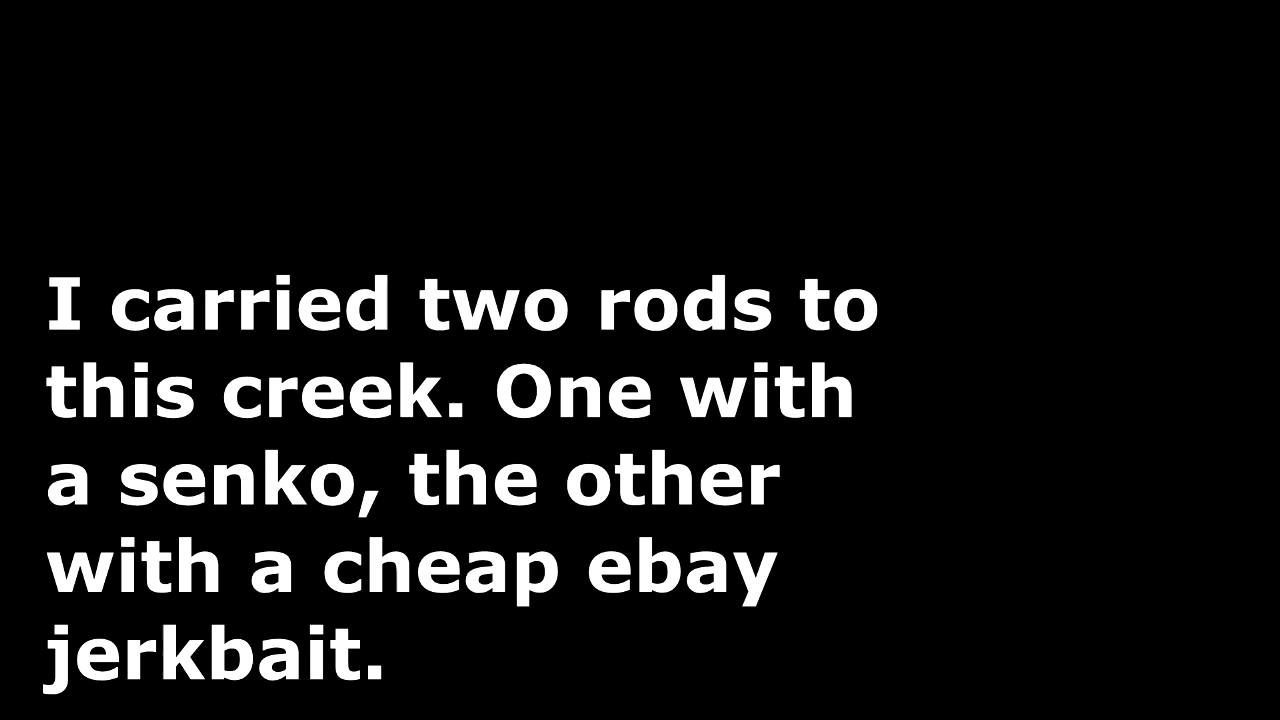 I carried two rods to
this creek. One with
a senko, the other
with a cheap ebay
jerkbait.